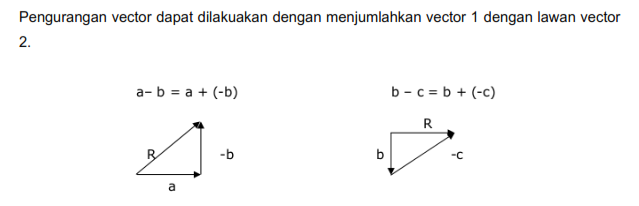 Pengurangan vector dapat dilakuakan dengan menjumlahkan vector 1 dengan lawan vector
2.
a– b = a + (-b)
b – c = b + (-c)
R
-b
a
R
b
-c